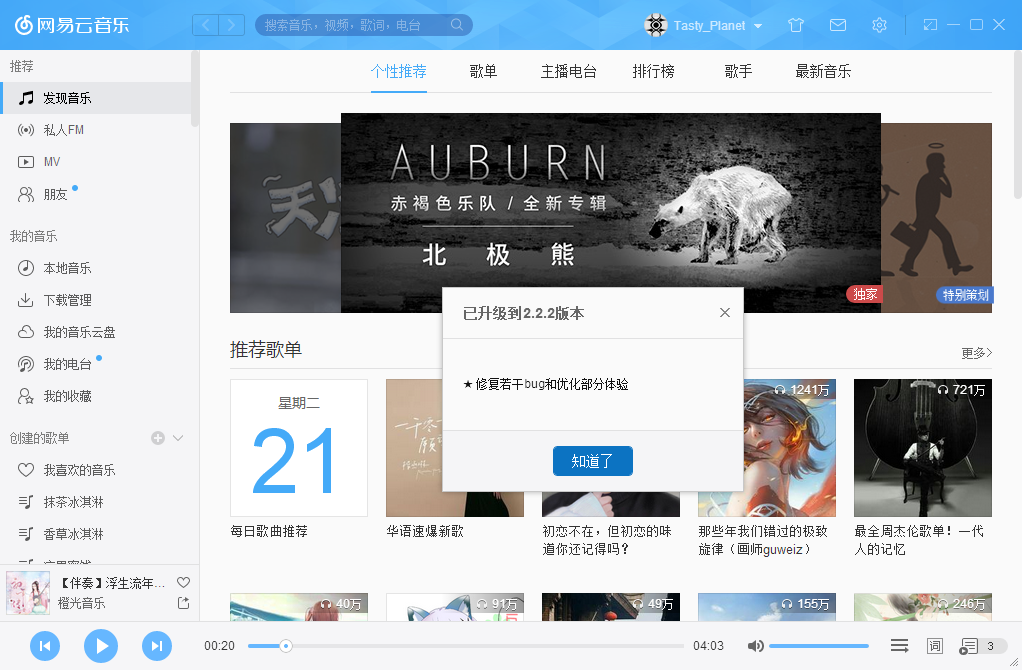 网易云音乐
搜索音乐，视频，歌词，电台
Tasty_Planet
推荐
发现音乐
私人FM
MV
朋友
我的音乐
本地音乐
下载管理
我的音乐云盘
我的电台
我的收藏
创建的歌单
我喜欢的音乐
抹茶冰淇淋
香草冰淇淋
个性推荐
歌单
主播电台
排行榜
歌手
最新音乐
AUBURN
赤褐色乐队 / 全新专辑
北极熊
独家
特别策划
推荐歌单
更多>
已升级到2.2.2版本
★ 修复若干bug和优化部分体验
知道了
星期二
21
每日歌曲推荐
华语速爆新歌
初恋不在，但初恋的味
道你还记得吗？
1241万
那些年我们错过的极致
旋律（画师guweiz）
721万
最全周杰伦歌单！一代
人的记忆
40万
91万
49万
155万
246万
【伴奏】浮生流年...
橙光音乐
00:20
04:03
词
3